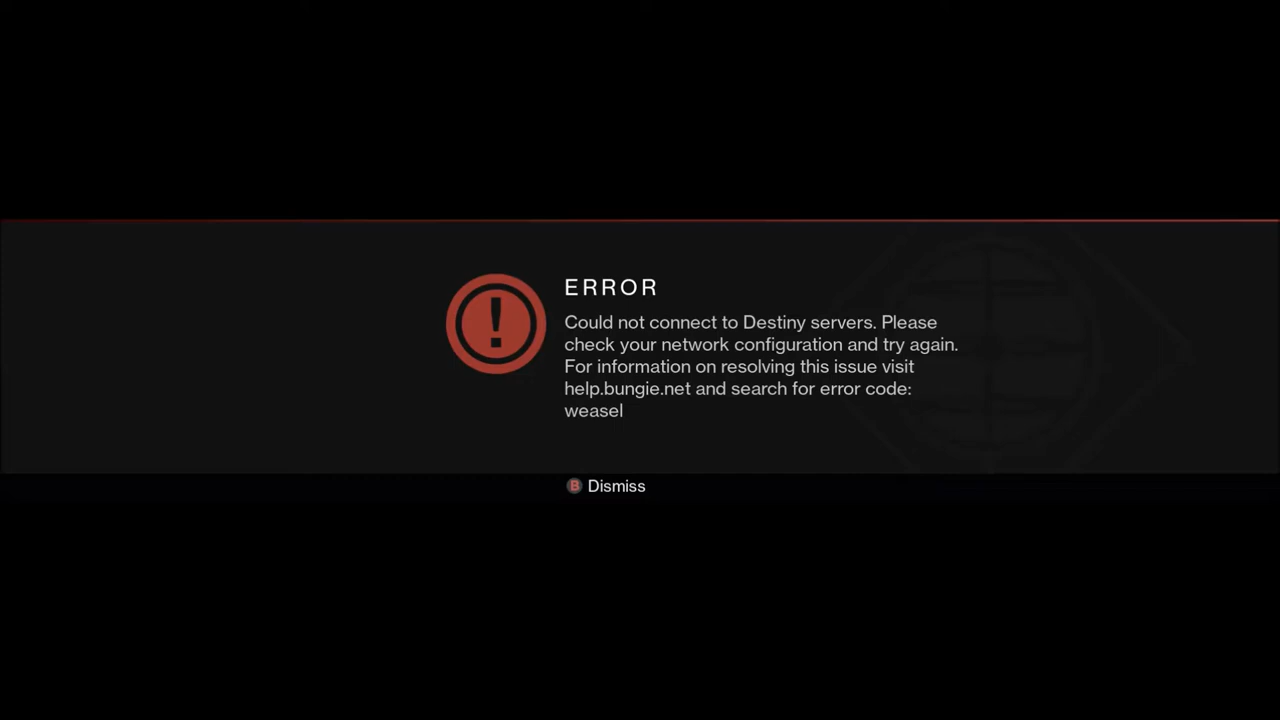 ERROR
Could not connect to Destiny servers. Please
check your network configuration and try again.
For information on resolving this issue visit
help.bungie.net and search for error code:
weasel
B Dismiss